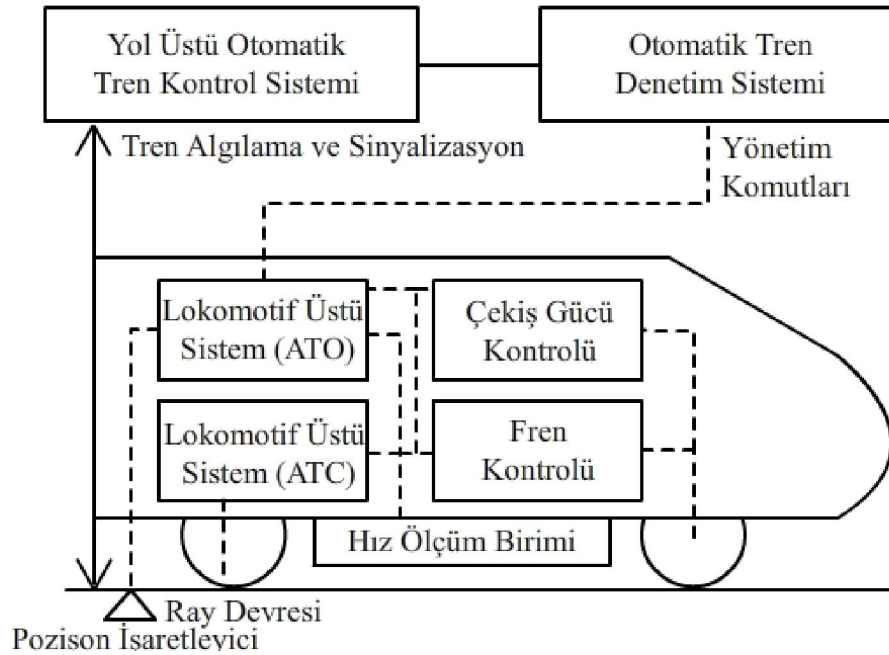 Yol Üstü Otomatik
Tren Kontrol Sistemi
Otomatik Tren
Denetim Sistemi
Tren Algılama ve Sinyalizasyon
Yönetim
Komutları
Lokomotif Üstü
Sistem (ATO)
Çekiş Gücü
Kontrolü
Lokomotif Üstü
Sistem (ATC)
Fren
Kontrolü
Hız Ölçüm Birimi
Ray Devresi
Pozison İşaretleyici